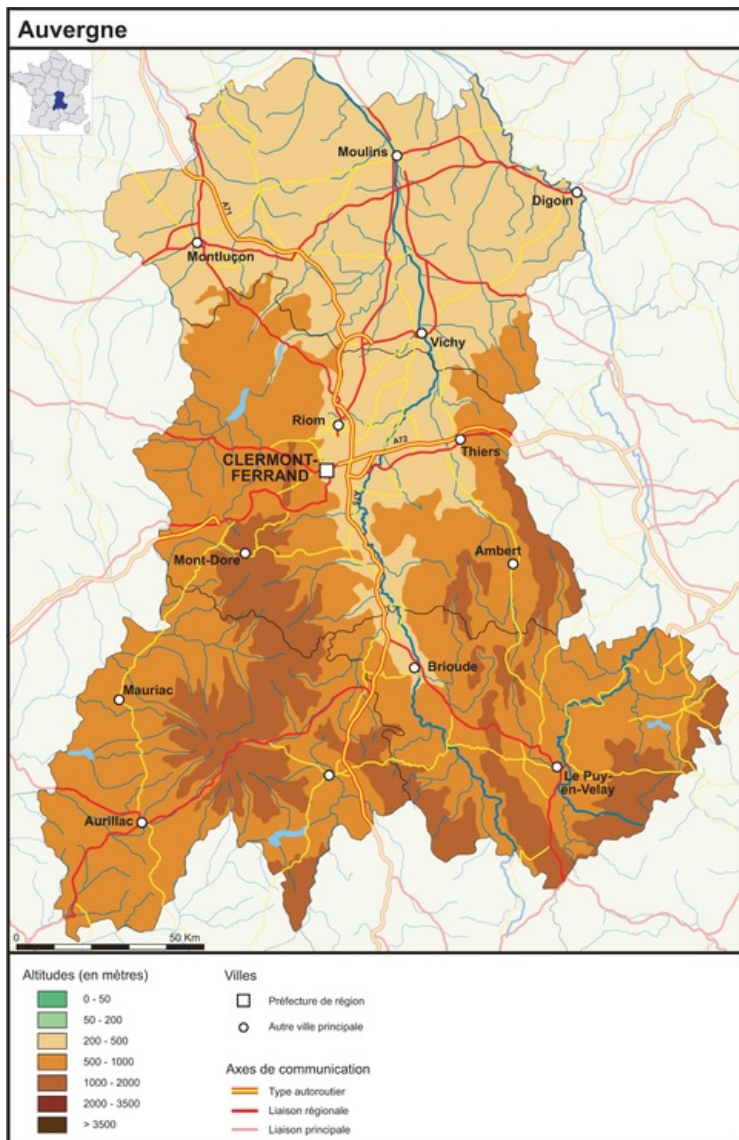 Auvergne
Moulins
Digoin
A71
Montluçon
Vichy
Riom
A72
Thiers
CLERMONT-
FERRAND
A75
Mont-Dore
Ambert
Brioude
Mauriac
Le Puy-
en-Velay
Aurillac
0
50 Km
Altitudes (en mètres)
0 - 50
50 - 200
200 - 500
500 - 1000
1000 - 2000
2000 - 3500
> 3500
Villes
Préfecture de région
Autre ville principale
Axes de communication
Type autoroutier
Liaison régionale
Liaison principale